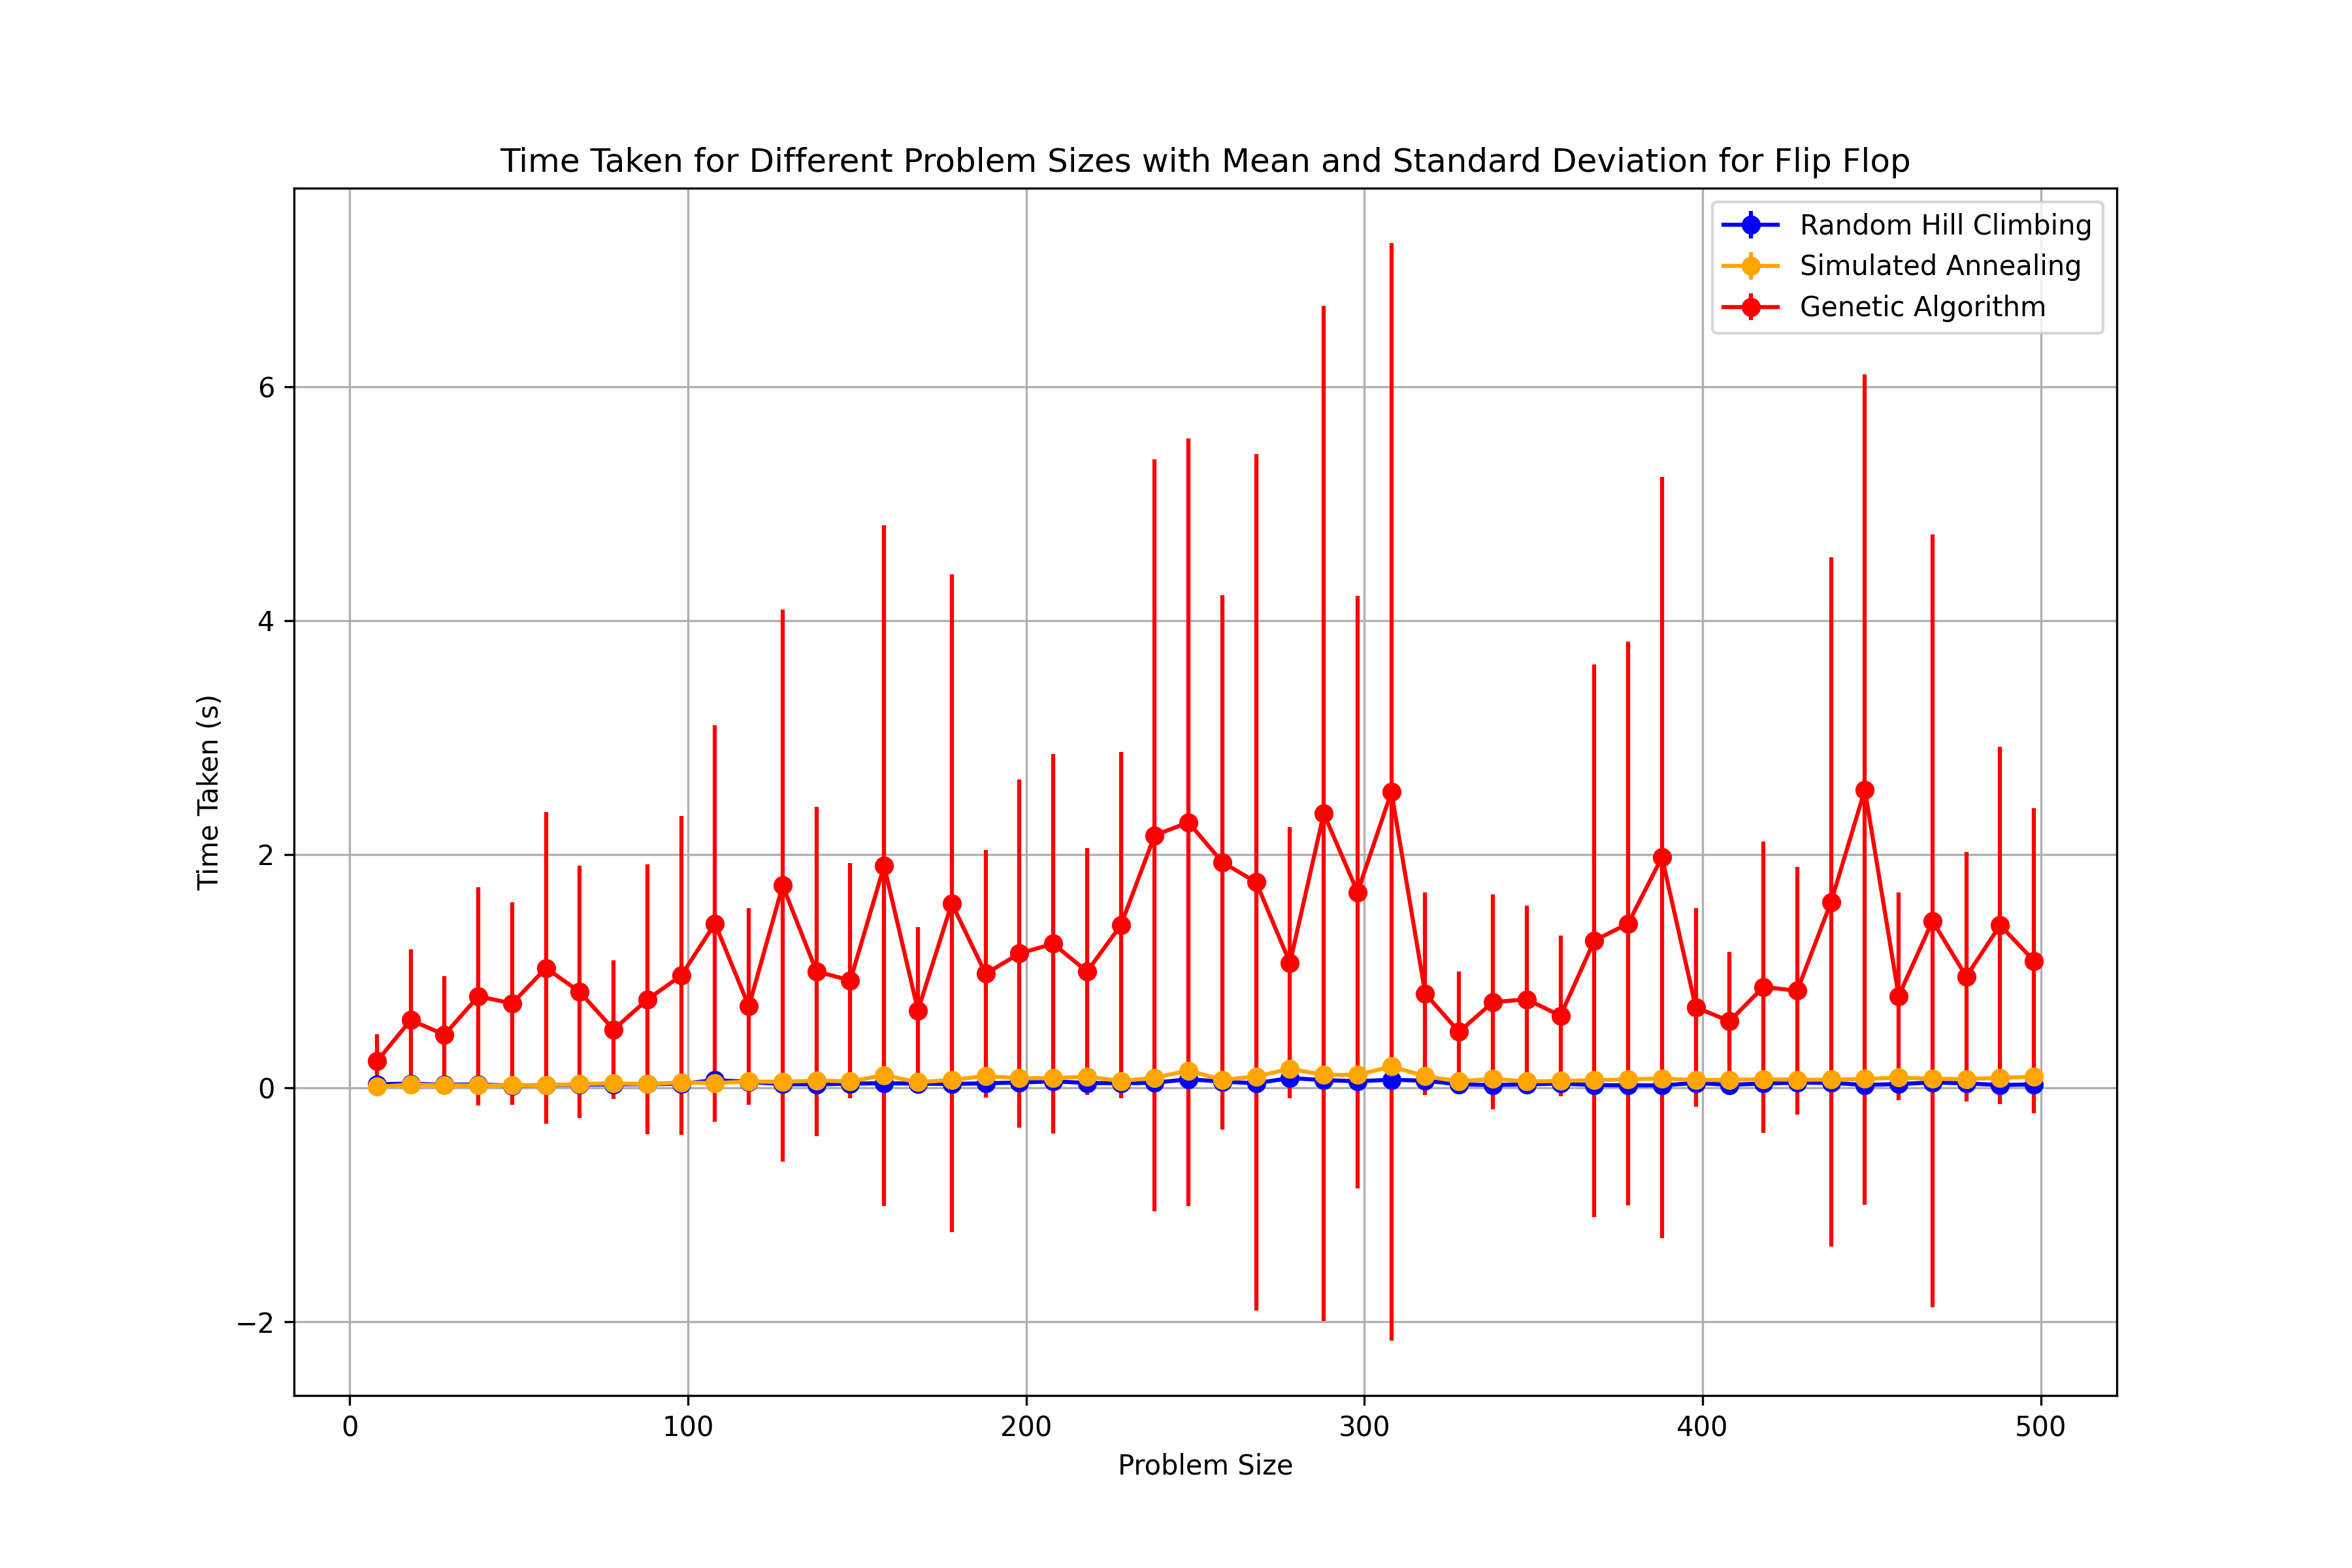 Time Taken for Different Problem Sizes with Mean and Standard Deviation for Flip Flop
Random Hill Climbing
Simulated Annealing
Genetic Algorithm
6
4
2
0
−2
Time Taken (s)
0 100 200 300 400 500
Problem Size